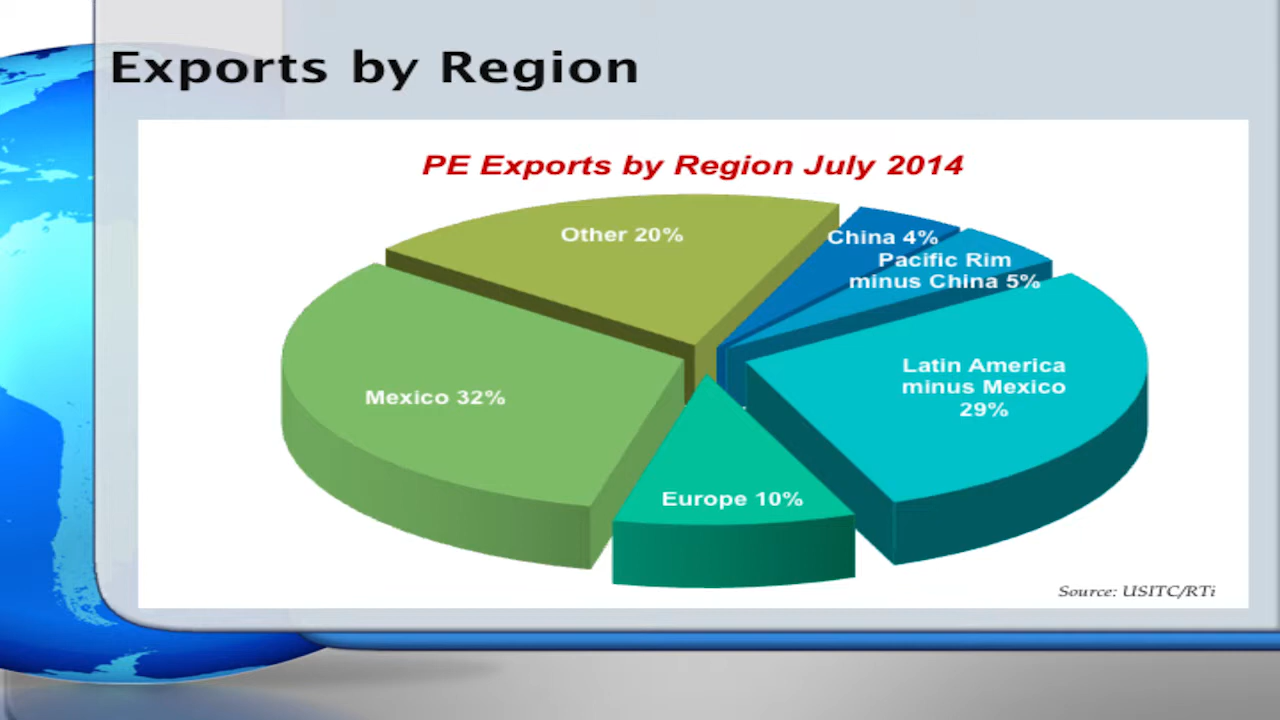 Exports by Region
PE Exports by Region July 2014
Other 20%
China 4%
Pacific Rim
minus China 5%
Latin America
minus Mexico
29%
Mexico 32%
Europe 10%
Source: USITC/RTi